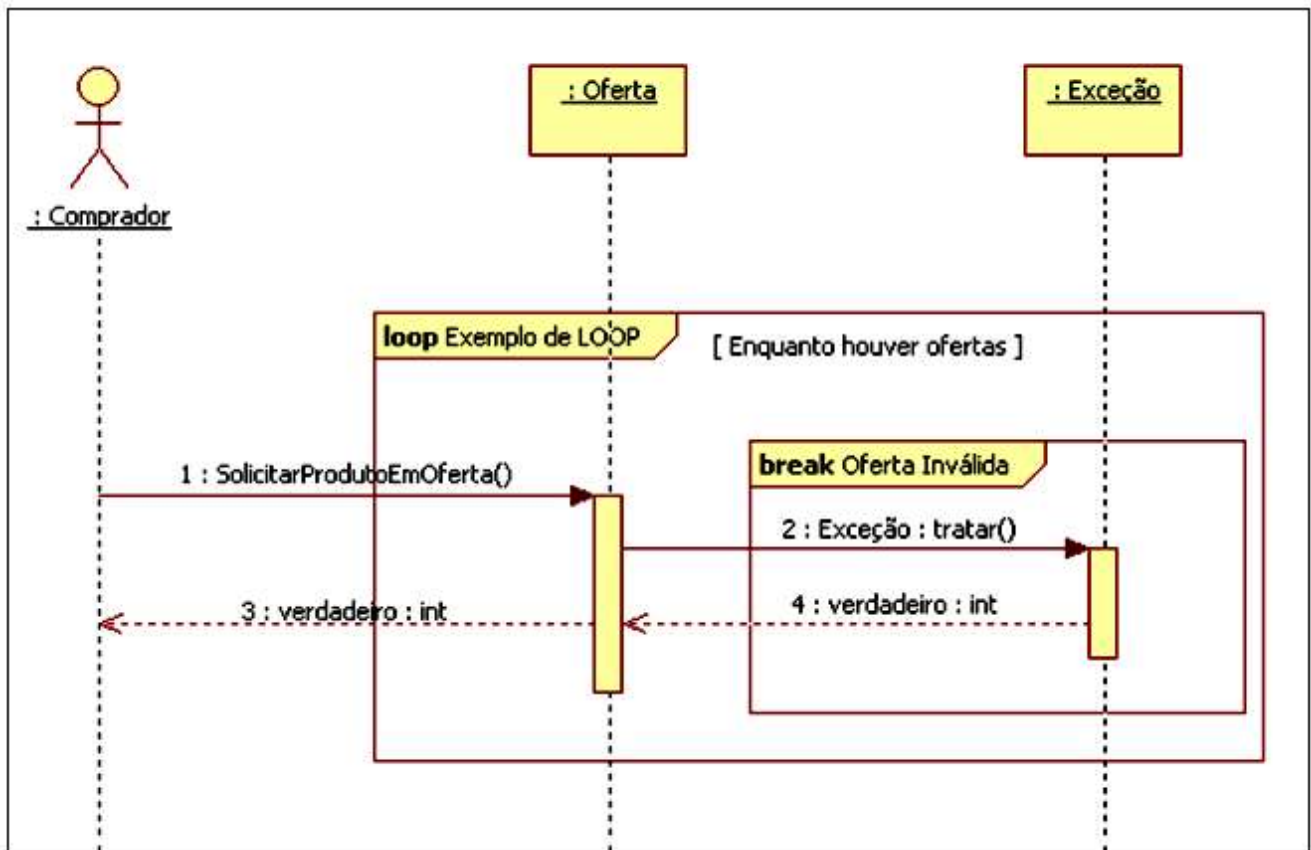 : Oferta
: Exceção
: Comprador
loop Exemplo de LOOP
[ Enquanto houver ofertas ]
break Oferta Inválida
1 : SolicitarProdutoEmOferta()
2 : Exceção : tratar()
3 : verdadeiro : int
4 : verdadeiro : int